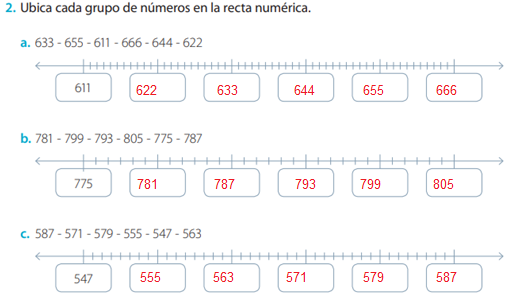 2. Ubica cada grupo de números en la recta numérica.
a. 633 - 655 - 611 - 666 - 644 - 622
611 622 633 644 655 666
b. 781 - 799 - 793 - 805 - 775 - 787
775 781 787 793 799 805
c. 587 - 571 - 579 - 555 - 547 - 563
547 555 563 571 579 587